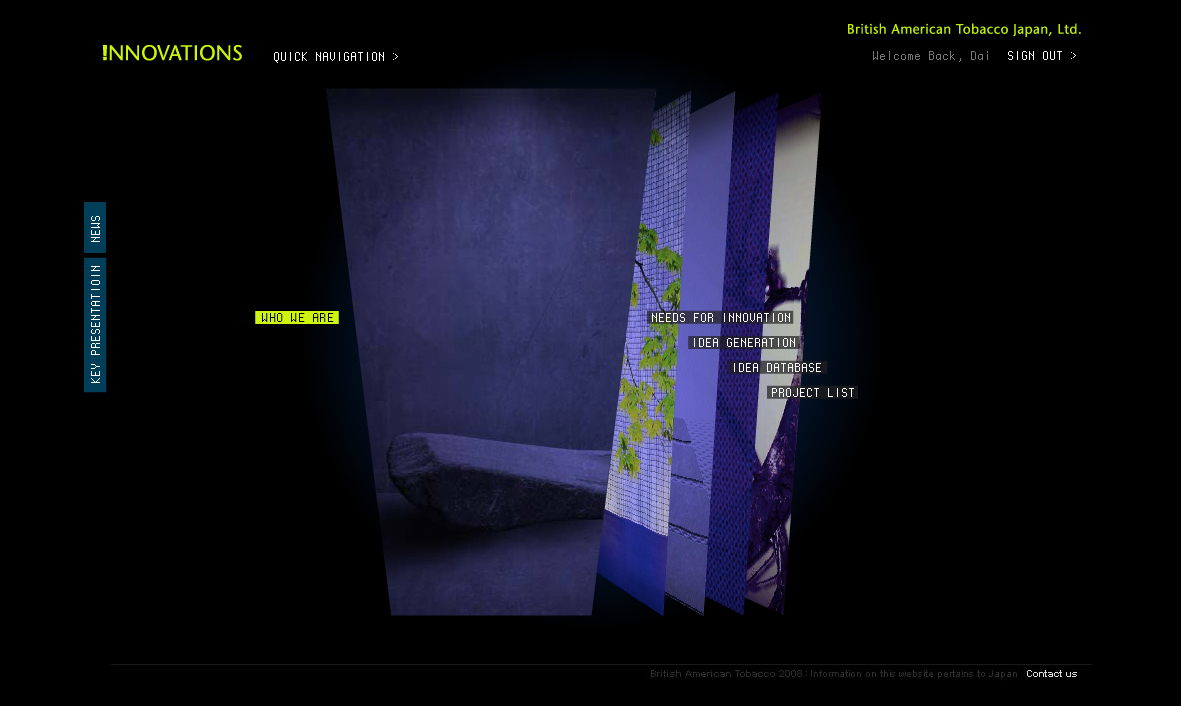 British American Tobacco Japan, Ltd.
!NNOVATIONS
QUICK NAVIGATION >
Welcome Back, Dai
SIGN OUT >
NEWS
KEY PRESENTATIOIN
WHO WE ARE
NEEDS FOR INNOVATION
IDEA GENERATION
IDEA DATABASE
PROJECT LIST
British American Tobacco 2008 : Information on this website pertains to Japan
Contact us